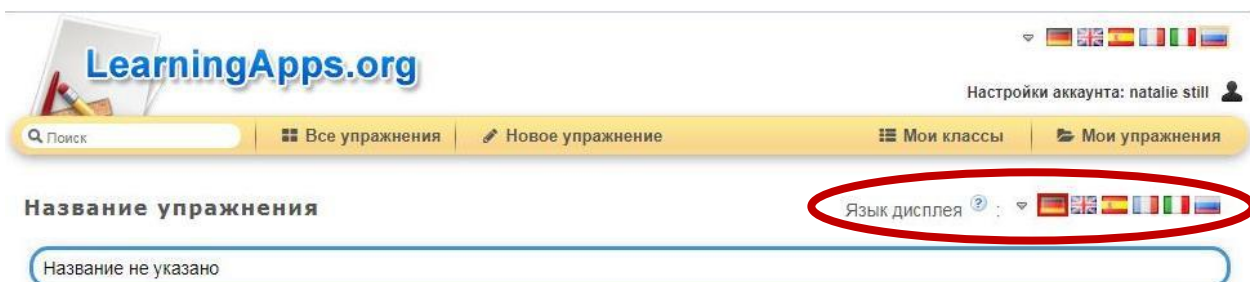 LearningApps.org
Настройки аккаунта: natalie still
Поиск
Все упражнения
Новое упражнение
Мои классы
Мои упражнения
Название упражнения
Язык дисплея ? :
Название не указано